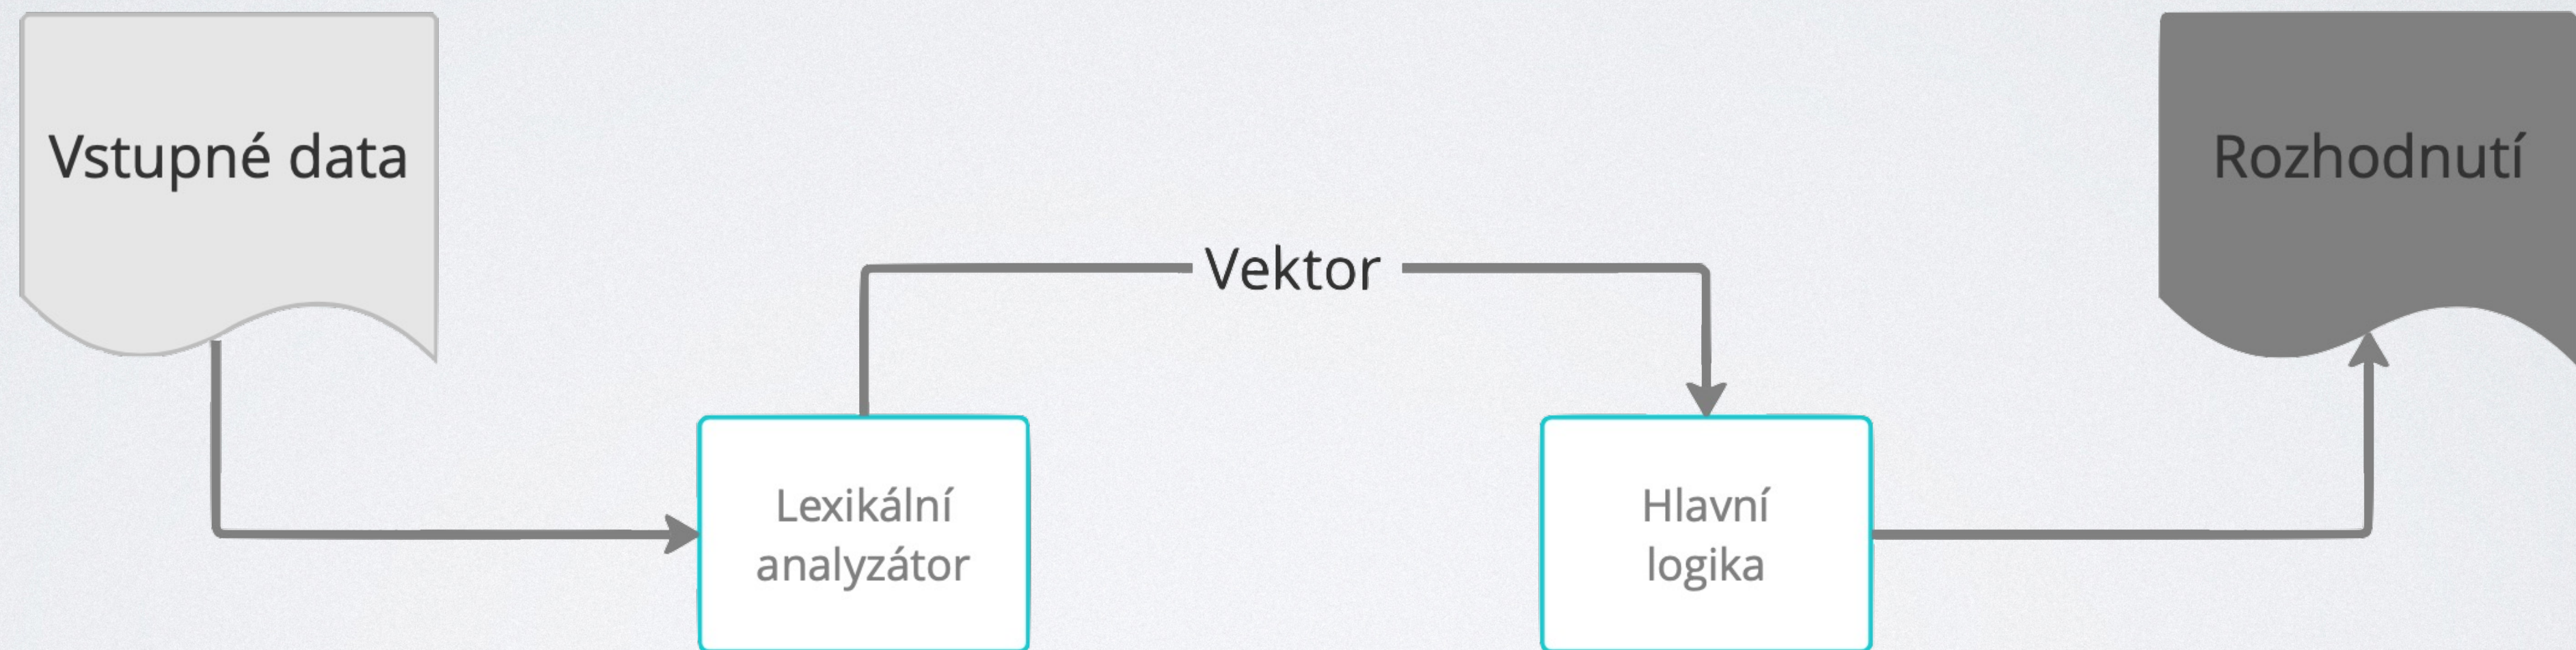 Vstupné data
Rozhodnutí
Vektor
Lexikální
analyzátor
Hlavní
logika